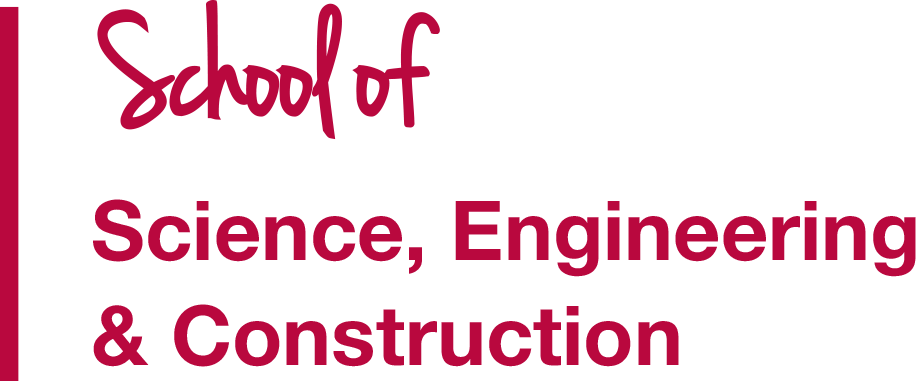 School of
Science, Engineering
& Construction